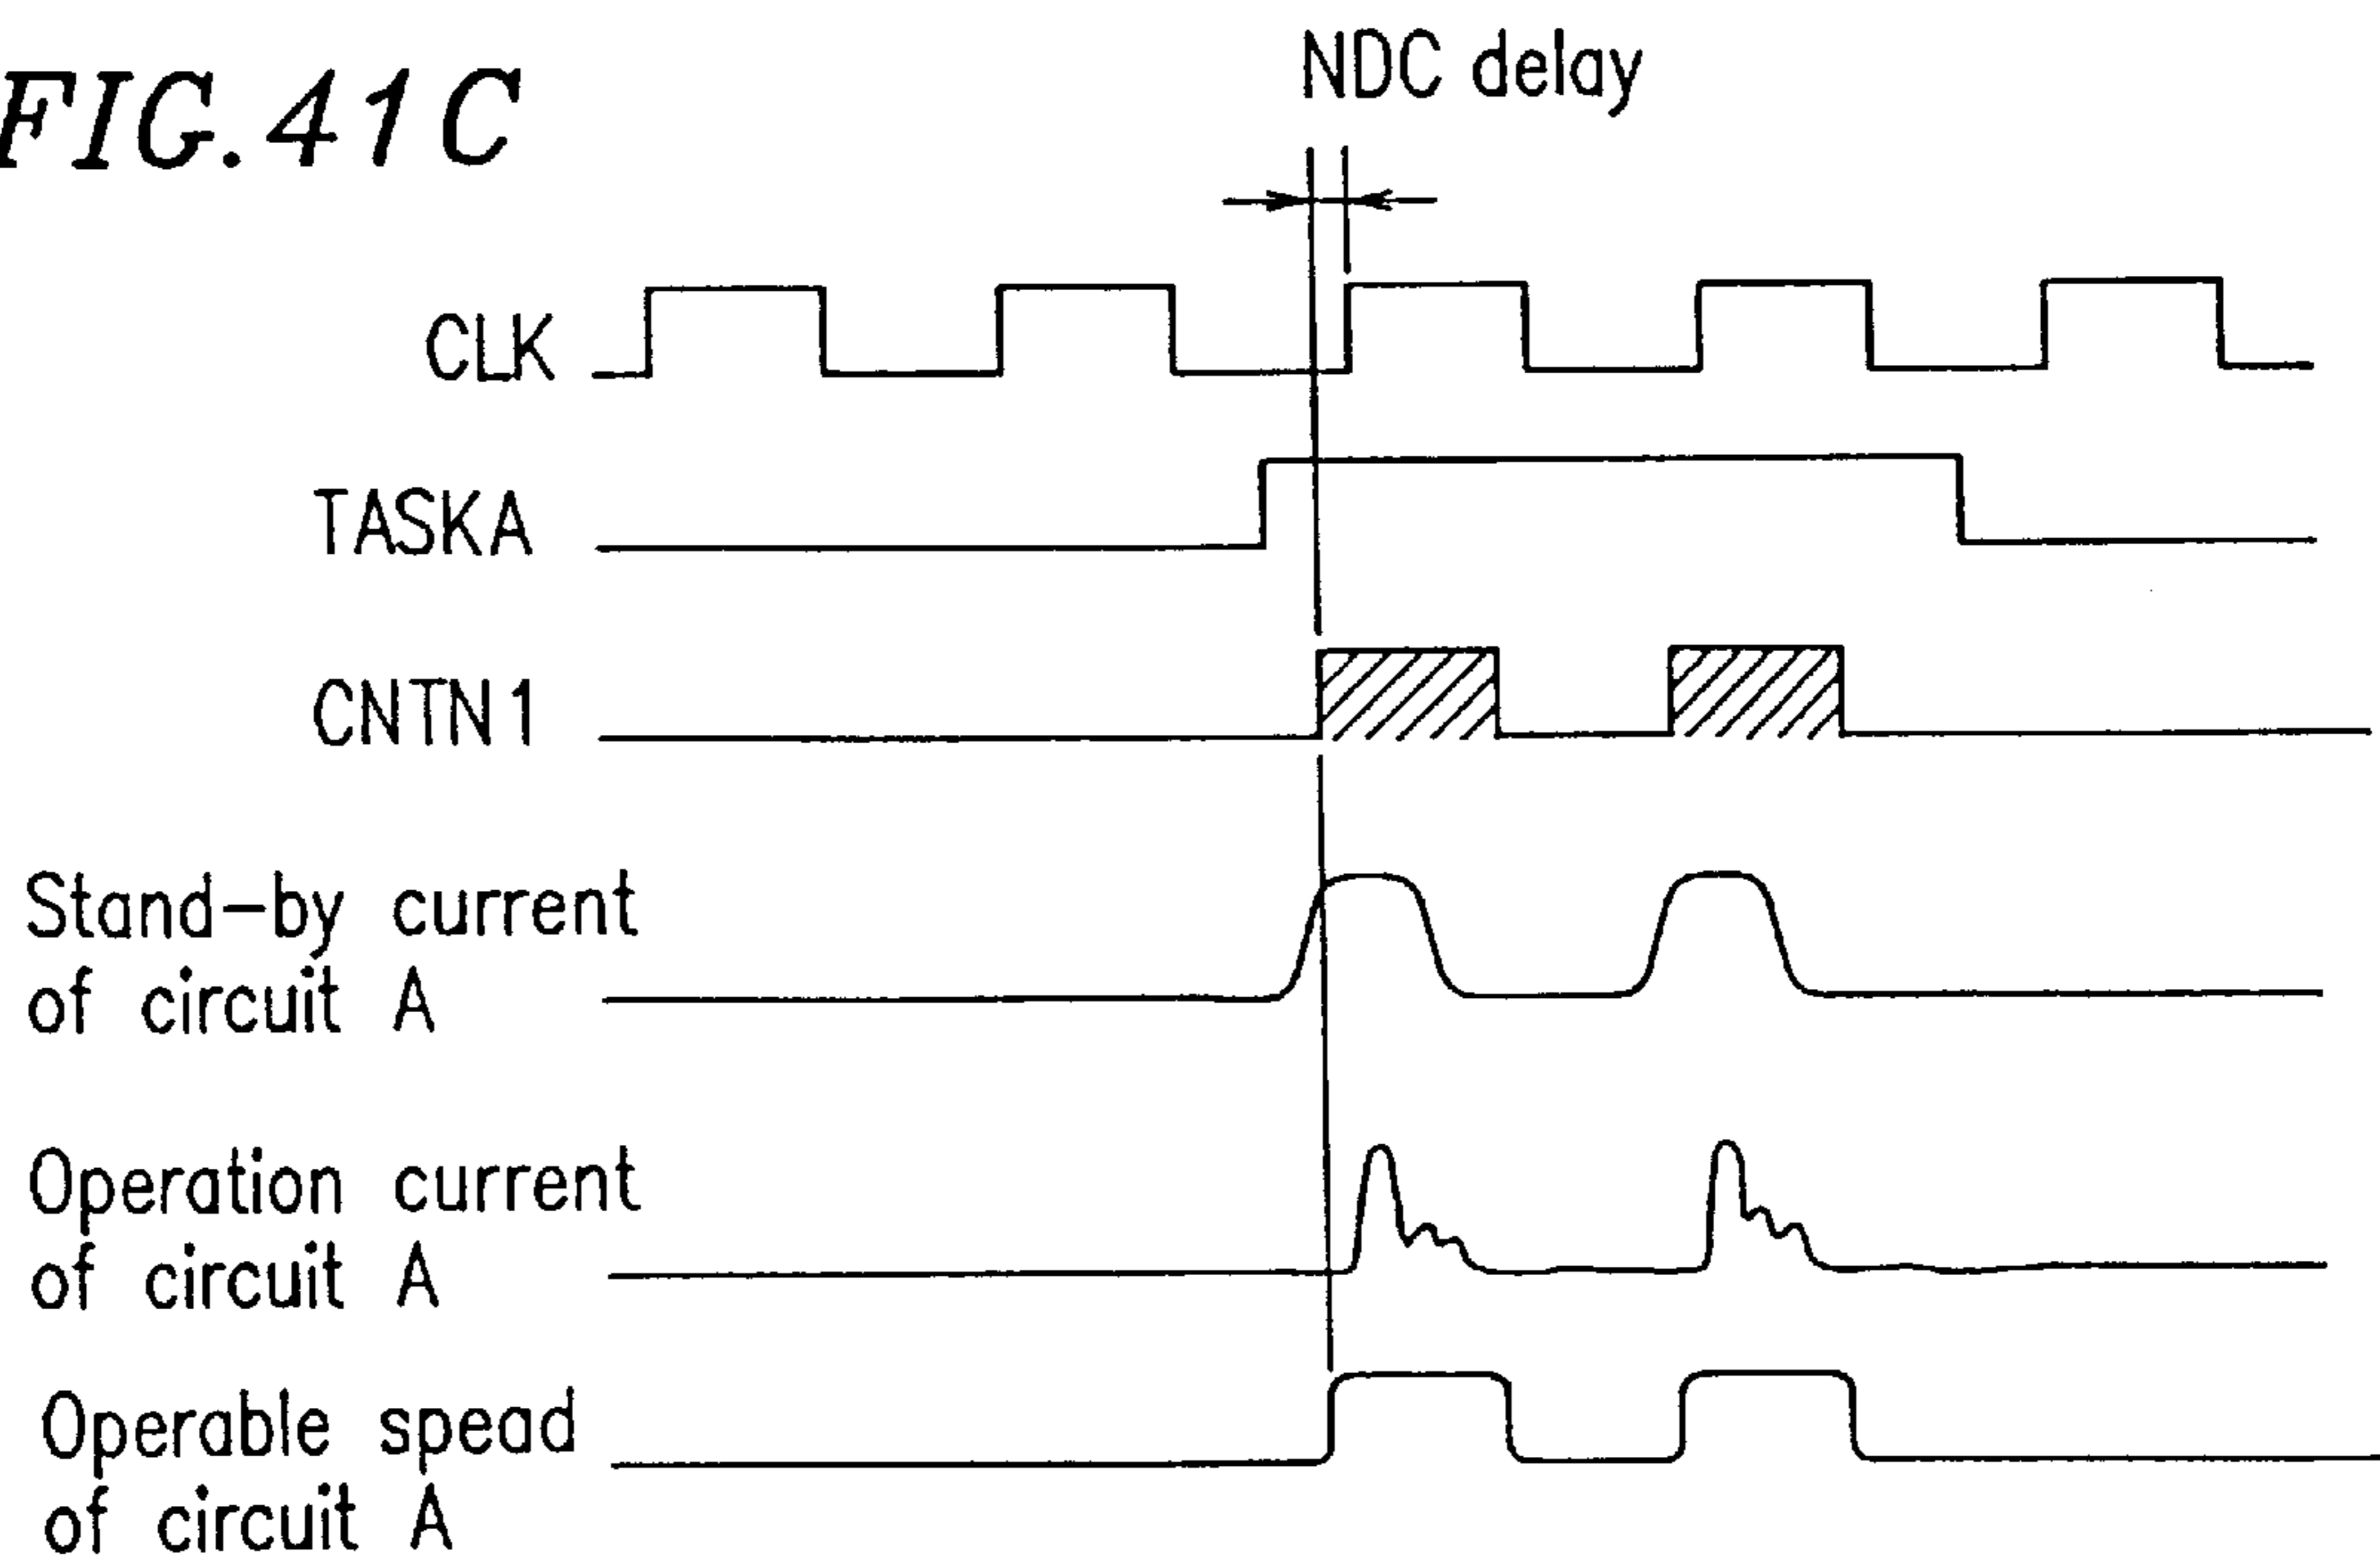 FIG.41C
NDC delay
CLK
TASKA
CNTN1
Stand-by current
of circuit A
Operation current
of circuit A
Operable spead
of circuit A